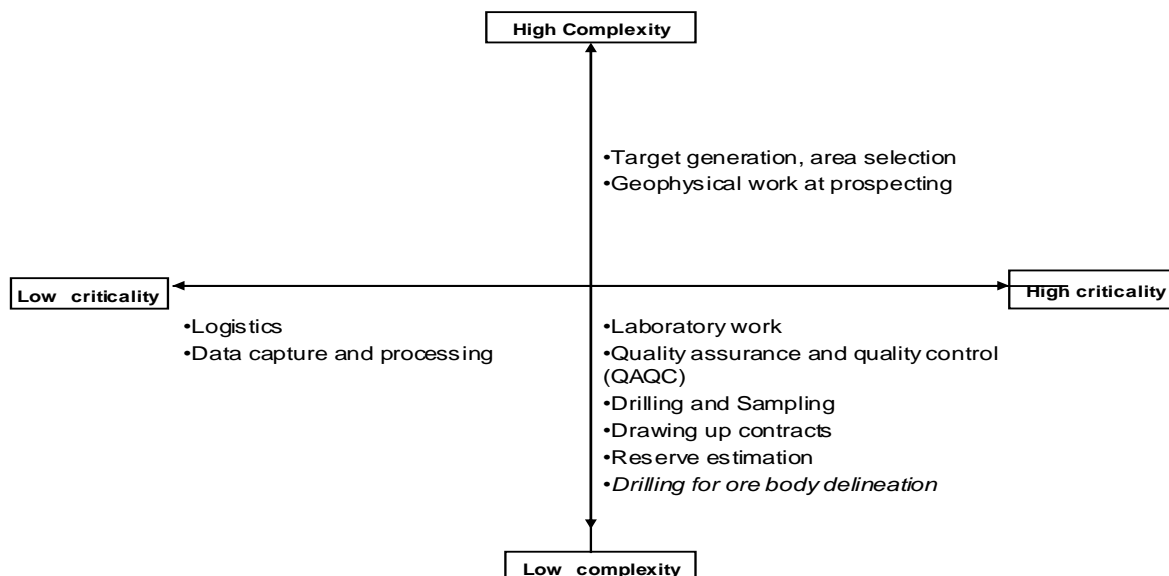 High Complexity
•Target generation, area selection
•Geophysical work at prospecting
Low criticality
High criticality
•Logistics
•Data capture and processing
•Laboratory work
•Quality assurance and quality control
(QAQC)
•Drilling and Sampling
•Drawing up contracts
•Reserve estimation
•Drilling for ore body delineation
Low complexity